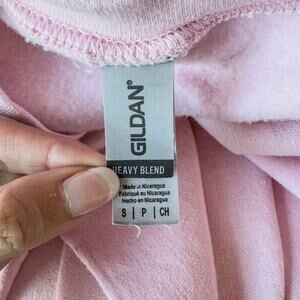 GILDAN®
HEAVY BLEND
Made in Nicaragua
Fabriqué au Nicaragua
Hecho en Nicaragua
S | P | CH